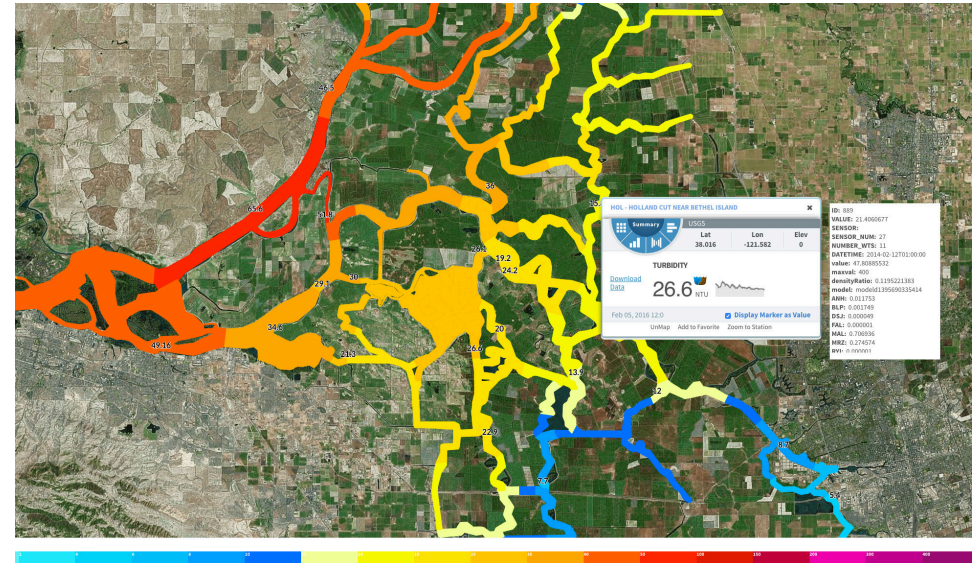 46.5
65.6
51.8
36
15.
28.1
19.2
24.2
30
29.1
34.6
49.16
21.3
20
26.6
13.9
22.9
7.7
8.7
5.4
HOL - HOLLAND CUT NEAR BETHEL ISLAND
Summary
USGS
Lat Lon Elev
38.016 -121.582 0
TURBIDITY
Download
Data
26.6 NTU
Feb 05, 2016 12:0
Display Marker as Value
UnMap Add to Favorite Zoom to Station
ID: 889
VALUE: 21.4060677
SENSOR:
SENSOR_NUM: 27
NUMBER_WTS: 11
DATETIME: 2014-02-12T01:00:00
value: 47.80885532
maxval: 400
densityRatio: 0.1195221383
model: modeld1395690335414
ANH: 0.011753
BLP: 0.001749
DSJ: 0.000049
FAL: 0.000001
MAL: 0.706936
MRZ: 0.274574